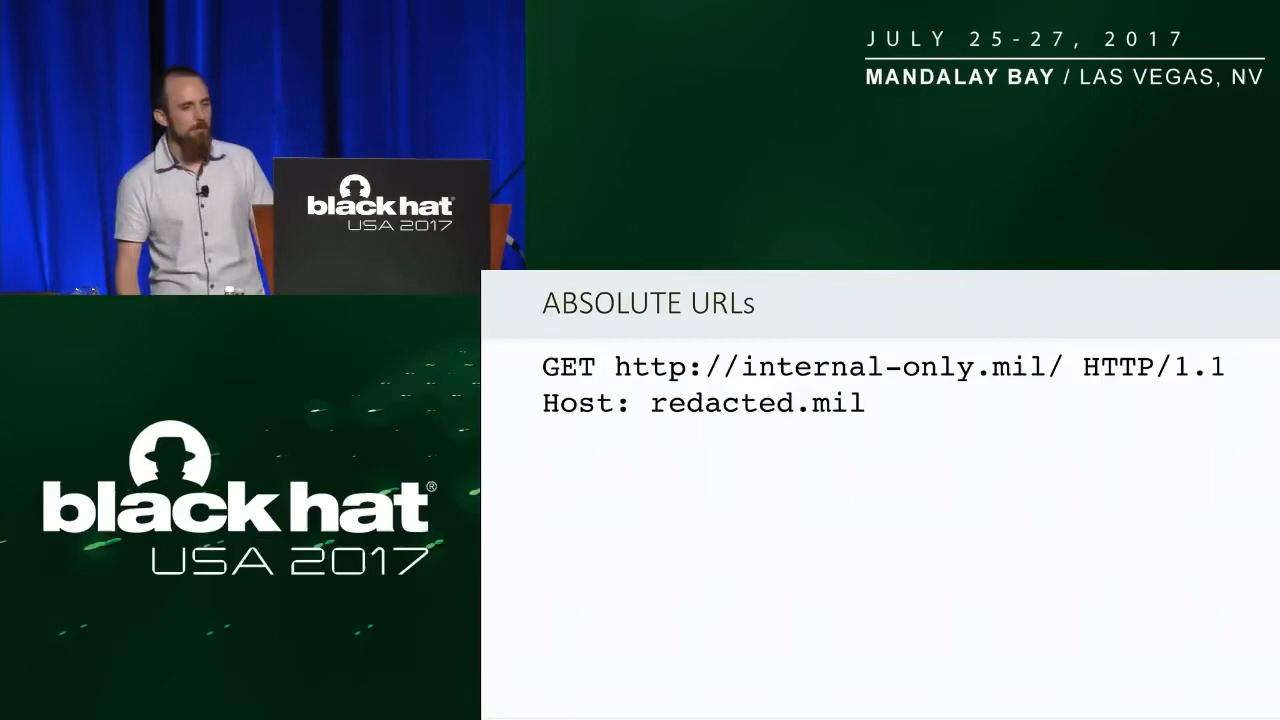 JULY 25-27, 2017
MANDALAY BAY / LAS VEGAS, NV
black hat®
USA 2017
ABSOLUTE URLs
GET http://internal-only.mil/ HTTP/1.1
Host: redacted.mil
black hat®
USA 2017